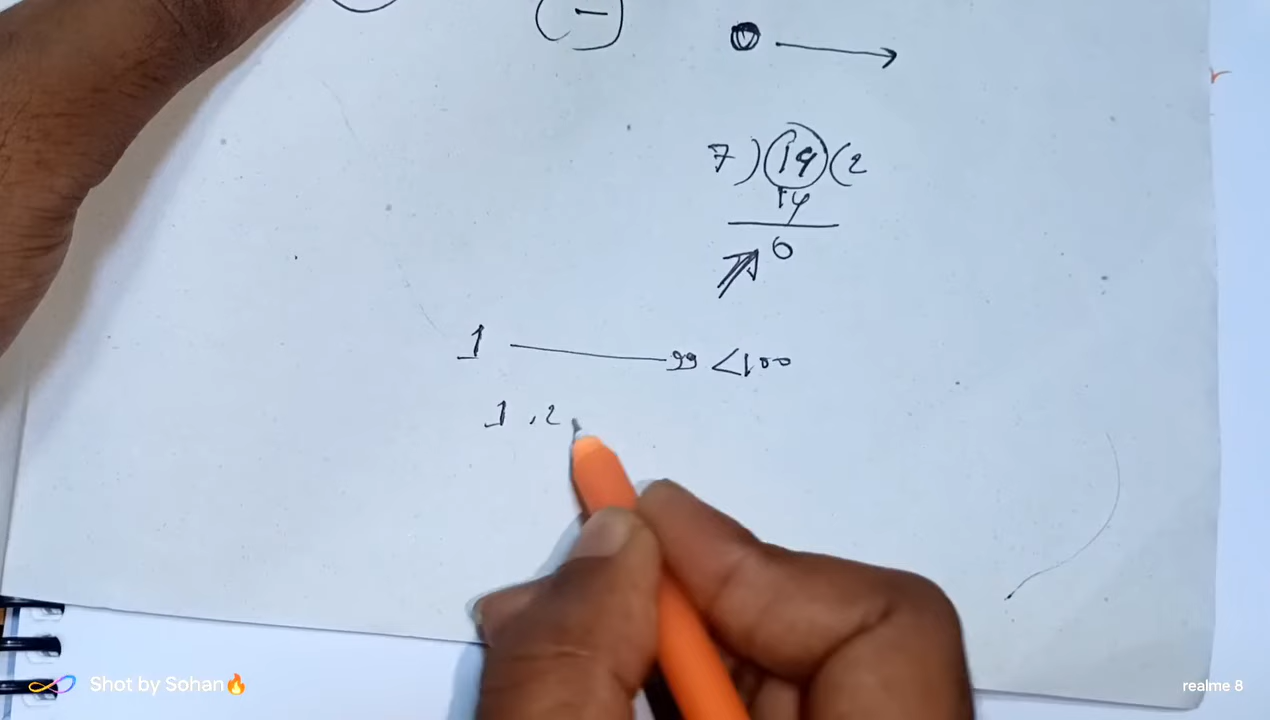 (-)
7 ) 14 ( 2
14
0
1 99 < 100
1 , 2
Shot by Sohan🔥
realme 8